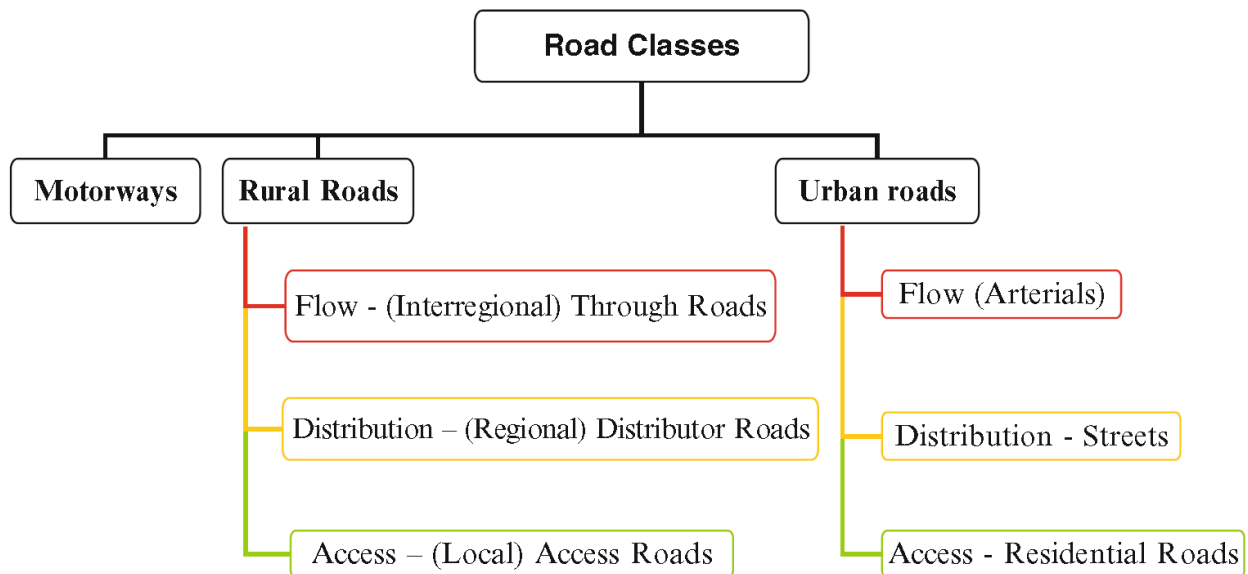 Road Classes
Motorways
Rural Roads
Urban roads
Flow - (Interregional) Through Roads
Flow (Arterials)
Distribution – (Regional) Distributor Roads
Distribution - Streets
Access – (Local) Access Roads
Access - Residential Roads